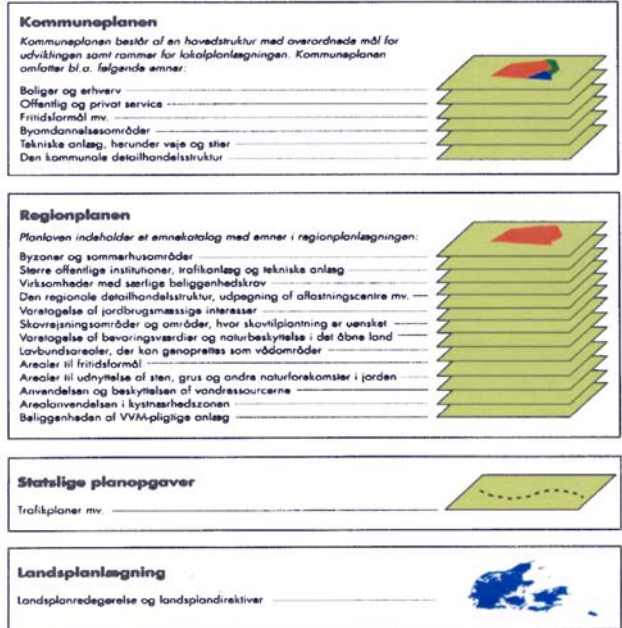 Kommuneplanen
Kommuneplanen består af en hovedstruktur med overordnede mål for
udviklingen samt rammer for lokalplanlægningen. Kommuneplanen
omfatter bl.a. følgende emner:
Boliger og erhverv
Offentlig og privat service
Fritidsformål mv.
Byomdannelsesområder
Tekniske anlæg, herunder veje og stier
Den kommunale detailhandelsstruktur
Regionplanen
Planloven indeholder et emnekatalog med emner i regionplanlægningen:
Byzoner og sommerhusområder
Større offentlige institutioner, trafikanlæg og tekniske anlæg
Virksomheder med særlige beliggenhedskrav
Den regionale detailhandelsstruktur, udpegning af aflastningscentre mv.
Varetagelse af jordbrugsmæssige interesser
Skovrejsningsområder og områder, hvor skovtilplantning er uønsket
Varetagelse af bevaringsværdier og naturbeskyttelse i det åbne land
Lavbundsarealer, der kan genoprettes som vådområder
Arealer til fritidsformål
Arealer til udnyttelse af sten, grus og andre naturforekomster i jorden
Anvendelsen og beskyttelsen af vandressourcerne
Arealanvendelsen i kystnærhedszonen
Beliggenheden af VVM-pligtige anlæg
Statslige planopgaver
Trafikplaner mv.
Landsplanlægning
Landsplanredegørelse og landsplandirektiver